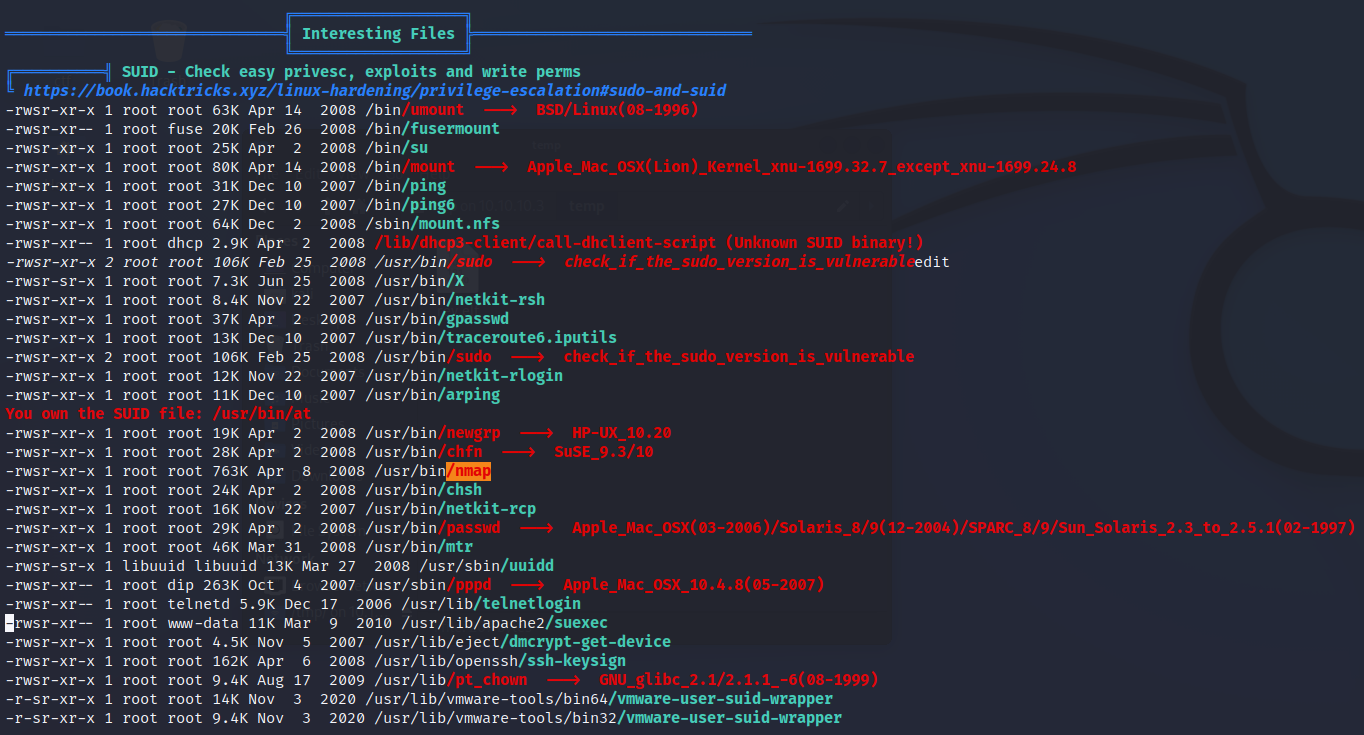 Interesting Files
SUID - Check easy privesc, exploits and write perms
https://book.hacktricks.xyz/linux-hardening/privilege-escalation#sudo-and-suid
-rwsr-xr-x 1 root root 63K Apr 14  2008 /bin/umount  --->  BSD/Linux(08-1996)
-rwsr-xr-- 1 root fuse 20K Feb 26  2008 /bin/fusermount
-rwsr-xr-x 1 root root 25K Apr  2  2008 /bin/su
-rwsr-xr-x 1 root root 80K Apr 14  2008 /bin/mount  --->  Apple_Mac_OSX(Lion)_Kernel_xnu-1699.32.7_except_xnu-1699.24.8
-rwsr-xr-x 1 root root 31K Dec 10  2007 /bin/ping
-rwsr-xr-x 1 root root 27K Dec 10  2007 /bin/ping6
-rwsr-xr-x 1 root root 64K Dec  2  2008 /sbin/mount.nfs
-rwsr-xr-- 1 root dhcp 2.9K Apr  2  2008 /lib/dhcp3-client/call-dhclient-script (Unknown SUID binary!)
-rwsr-xr-x 2 root root 106K Feb 25  2008 /usr/bin/sudo  --->  check_if_the_sudo_version_is_vulnerableedit
-rwsr-sr-x 1 root root 7.3K Jun 25  2008 /usr/bin/X
-rwsr-xr-x 1 root root 8.4K Nov 22  2007 /usr/bin/netkit-rsh
-rwsr-xr-x 1 root root 37K Apr  2  2008 /usr/bin/gpasswd
-rwsr-xr-x 1 root root 13K Dec 10  2007 /usr/bin/traceroute6.iputils
-rwsr-xr-x 2 root root 106K Feb 25  2008 /usr/bin/sudo  --->  check_if_the_sudo_version_is_vulnerable
-rwsr-xr-x 1 root root 12K Nov 22  2007 /usr/bin/netkit-rlogin
-rwsr-xr-x 1 root root 11K Dec 10  2007 /usr/bin/arping
You own the SUID file: /usr/bin/at
-rwsr-xr-x 1 root root 19K Apr  2  2008 /usr/bin/newgrp  --->  HP-UX_10.20
-rwsr-xr-x 1 root root 28K Apr  2  2008 /usr/bin/chfn  --->  SuSE_9.3/10
-rwsr-xr-x 1 root root 763K Apr  8  2008 /usr/bin/nmap
-rwsr-xr-x 1 root root 24K Apr  2  2008 /usr/bin/chsh
-rwsr-xr-x 1 root root 16K Nov 22  2007 /usr/bin/netkit-rcp
-rwsr-xr-x 1 root root 29K Apr  2  2008 /usr/bin/passwd  --->  Apple_Mac_OSX(03-2006)/Solaris_8/9(12-2004)/SPARC_8/9/Sun_Solaris_2.3_to_2.5.1(02-1997)
-rwsr-xr-x 1 root root 46K Mar 31  2008 /usr/bin/mtr
-rwsr-sr-x 1 libuuid libuuid 13K Mar 27  2008 /usr/sbin/uuidd
-rwsr-xr-- 1 root dip 263K Oct  4  2007 /usr/sbin/pppd  --->  Apple_Mac_OSX_10.4.8(05-2007)
-rwsr-xr-- 1 root telnetd 5.9K Dec 17  2006 /usr/lib/telnetlogin
-rwsr-xr-- 1 root www-data 11K Mar  9  2010 /usr/lib/apache2/suexec
-rwsr-xr-x 1 root root 4.5K Nov  5  2007 /usr/lib/eject/dmcrypt-get-device
-rwsr-xr-x 1 root root 162K Apr  6  2008 /usr/lib/openssh/ssh-keysign
-rwsr-xr-x 1 root root 9.4K Aug 17  2009 /usr/lib/pt_chown  --->  GNU_glibc_2.1/2.1.1_-6(08-1999)
-r-sr-xr-x 1 root root 14K Nov  3  2020 /usr/lib/vmware-tools/bin64/vmware-user-suid-wrapper
-r-sr-xr-x 1 root root 9.4K Nov  3  2020 /usr/lib/vmware-tools/bin32/vmware-user-suid-wrapper